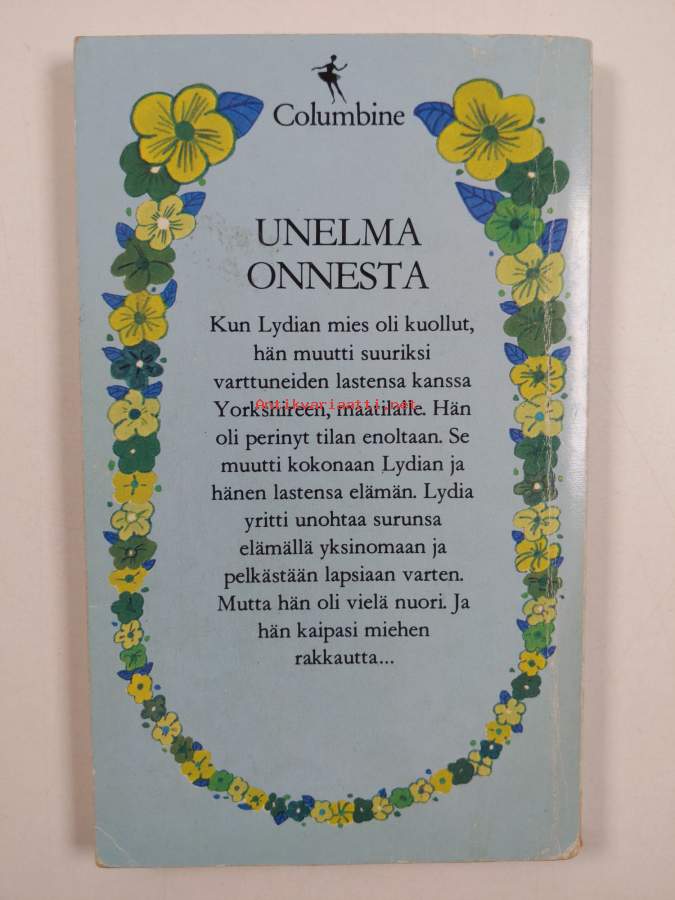 Columbine
UNELMA
ONNESTA
Kun Lydian mies oli kuollut,
hän muutti suuriksi
varttuneiden lastensa kanssa
Yorkshireen, maatilalle. Hän
Antikvariaatti.net
oli perinyt tilan enoltaan. Se
muutti kokonaan Lydian ja
hänen lastensa elämän. Lydia
yritti unohtaa surunsa
elämällä yksinomaan ja
pelkästään lapsiaan varten.
Mutta hän oli vielä nuori. Ja
hän kaipasi miehen
rakkautta...